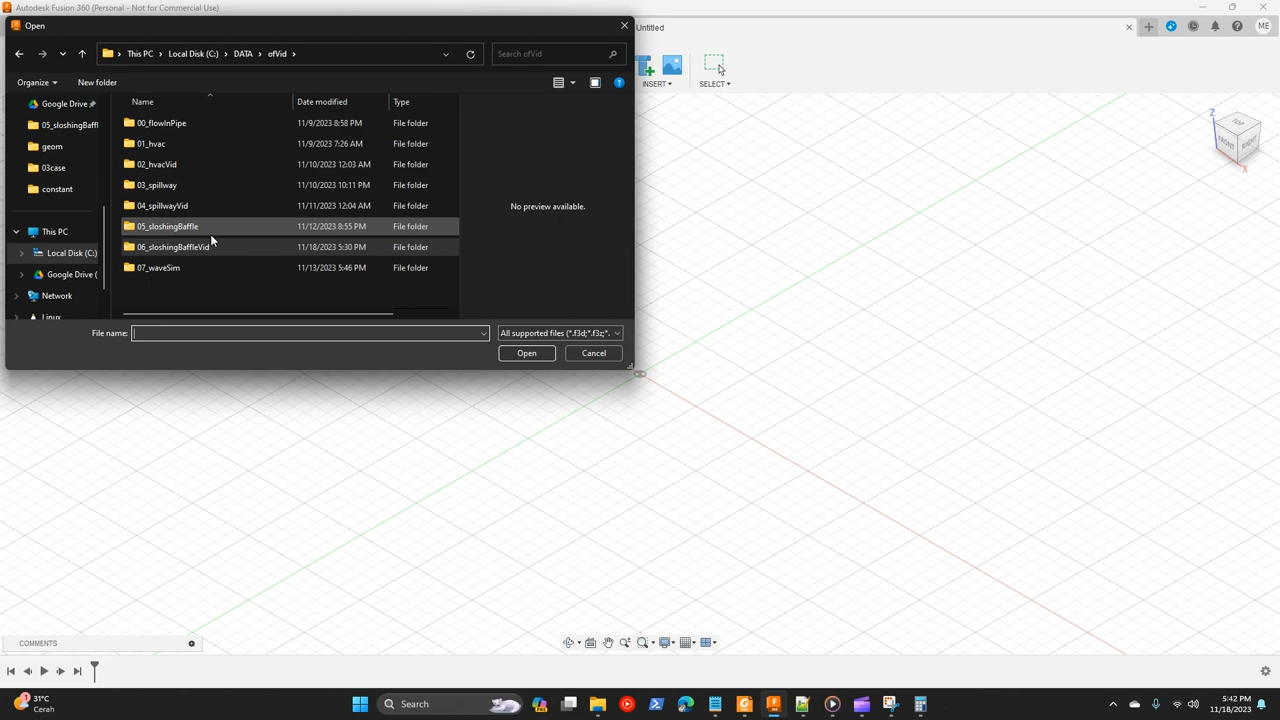 Autodesk Fusion 360 (Personal - Not for Commercial Use)
Open
Untitled
ME
This PC > Local Disk (C:) > DATA > ofVid >
Search ofVid
INSERT
SELECT
Organize
New folder
TOP
FRONT
RIGHT
Z
X
Name
Date modified
Type
Google Drive
05_sloshingBaffl
geom
03case
constant
This PC
Local Disk (C:)
Google Drive (
Network
Linux
00_flowInPipe 11/9/2023 8:58 PM File folder
01_hvac 11/9/2023 7:26 AM File folder
02_hvacVid 11/10/2023 12:03 AM File folder
03_spillway 11/10/2023 10:11 PM File folder
04_spillwayVid 11/11/2023 12:04 AM File folder
05_sloshingBaffle 11/12/2023 8:55 PM File folder
06_sloshingBaffleVid 11/18/2023 5:30 PM File folder
07_waveSim 11/13/2023 5:46 PM File folder
No preview available.
File name:
All supported files (*.f3d;*.f3z;*.
Open
Cancel
COMMENTS
1
31°C
Cerah
Search
5:42 PM
11/18/2023